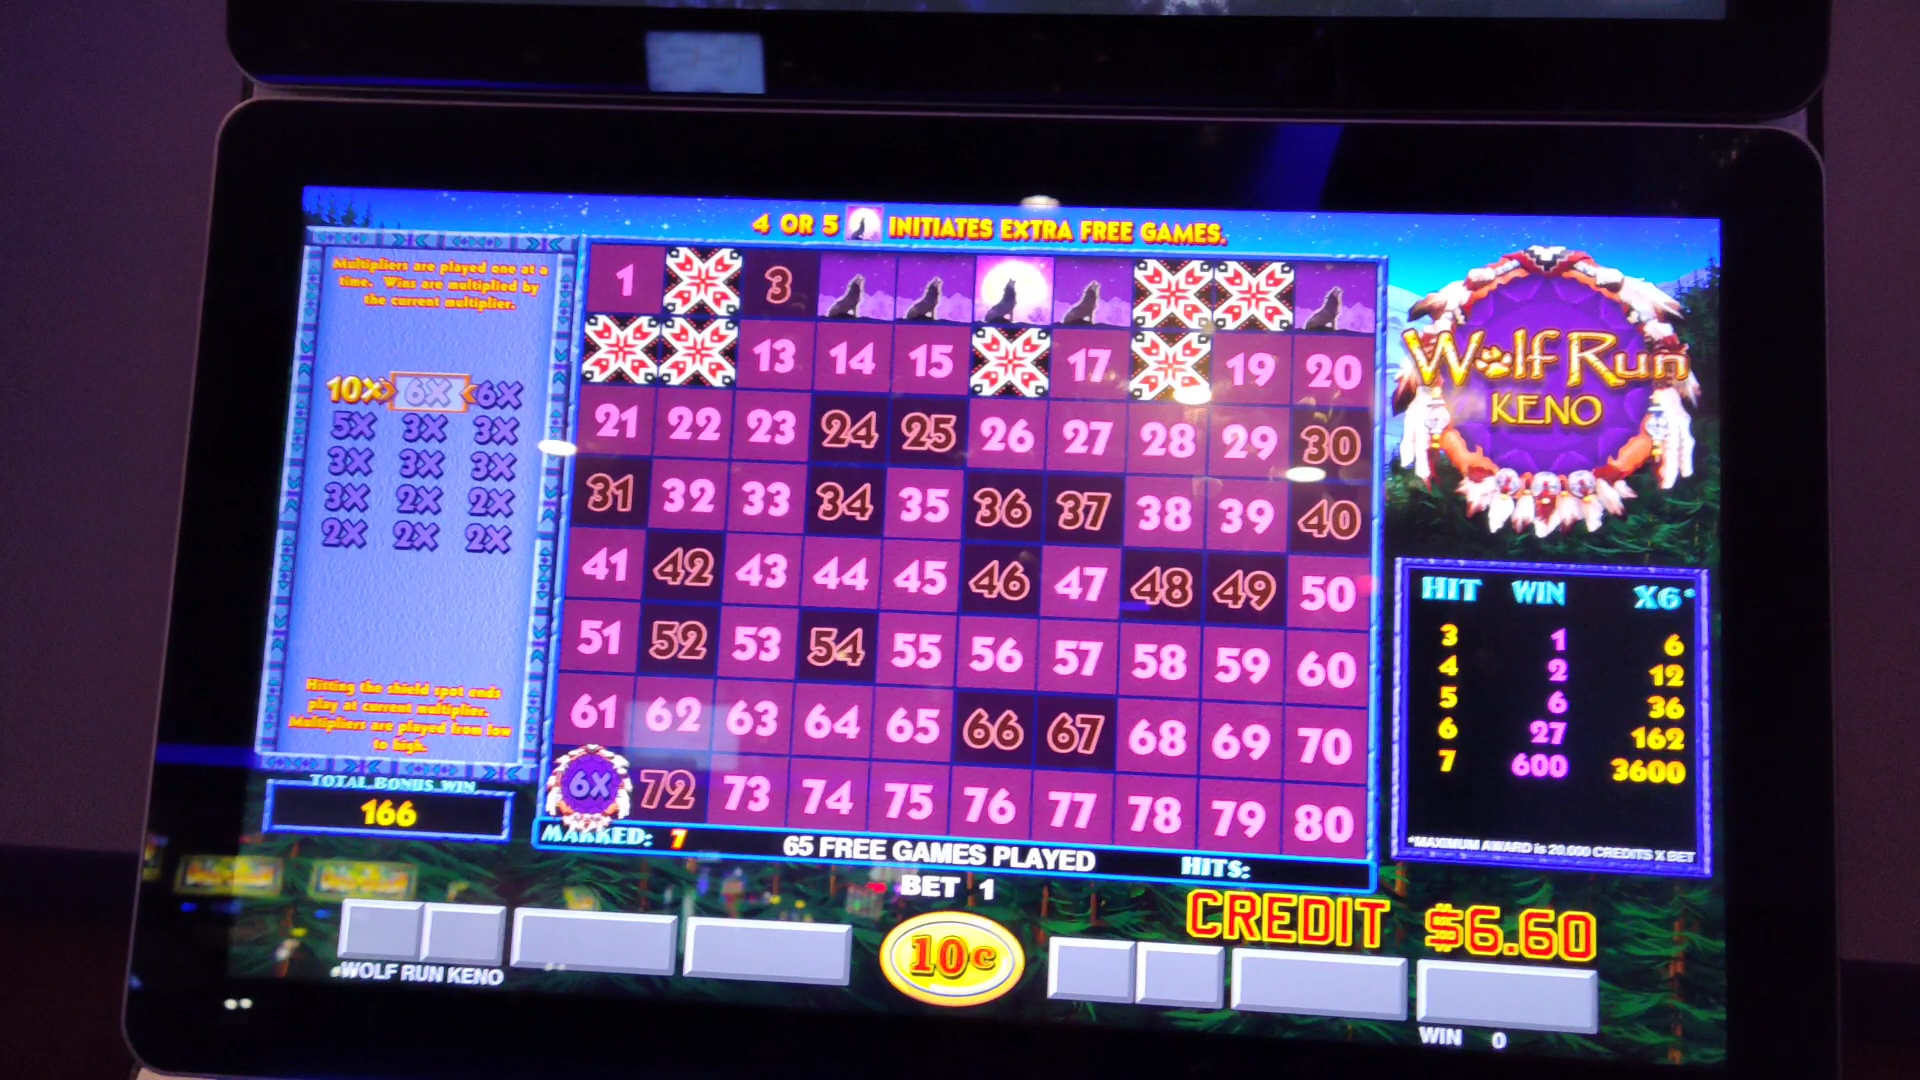 4 OR 5 INITIATES EXTRA FREE GAMES.
Multipliers are played one at a
time. Wins are multiplied by
the current multiplier.
10X 6X 6X
5X 3X 3X
3X 3X 3X
3X 2X 2X
2X 2X 2X
Hitting the shield spot ends
play at current multiplier.
Multipliers are played from low
to high.
TOTAL BONUS WIN
166
1 3
13 14 15 17 19 20
21 22 23 24 25 26 27 28 29 30
31 32 33 34 35 36 37 38 39 40
41 42 43 44 45 46 47 48 49 50
51 52 53 54 55 56 57 58 59 60
61 62 63 64 65 66 67 68 69 70
6X 72 73 74 75 76 77 78 79 80
MARKED: 7
65 FREE GAMES PLAYED
HITS:
Wolf Run
KENO
HIT WIN X6*
3 1 6
4 2 12
5 6 36
6 27 162
7 600 3600
*MAXIMUM AWARD is 20,000 CREDITS X BET
BET 1
10¢
CREDIT $6.60
WOLF RUN KENO
WIN 0